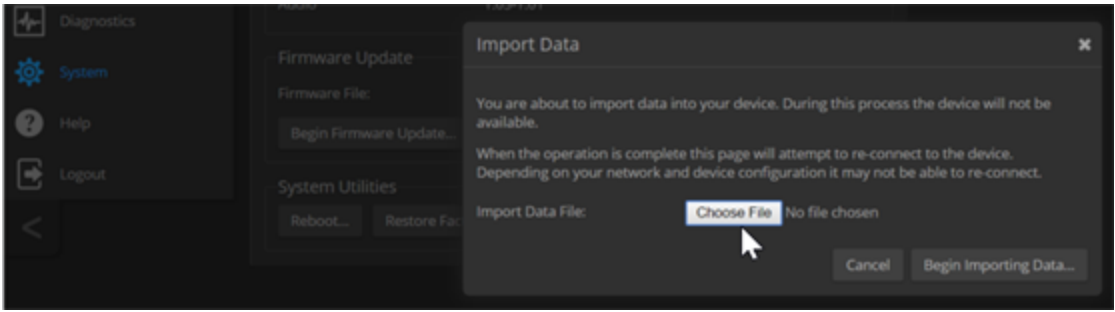 Diagnostics
Audio
Import Data
System
Firmware Update
Firmware File:
You are about to import data into your device. During this process the device will not be
available.
Help
Begin Firmware Update...
When the operation is complete this page will attempt to re-connect to the device.
Depending on your network and device configuration it may not be able to re-connect.
Logout
System Utilities
Import Data File:
Choose File No file chosen
Reboot...
Restore Fac
Cancel
Begin Importing Data...